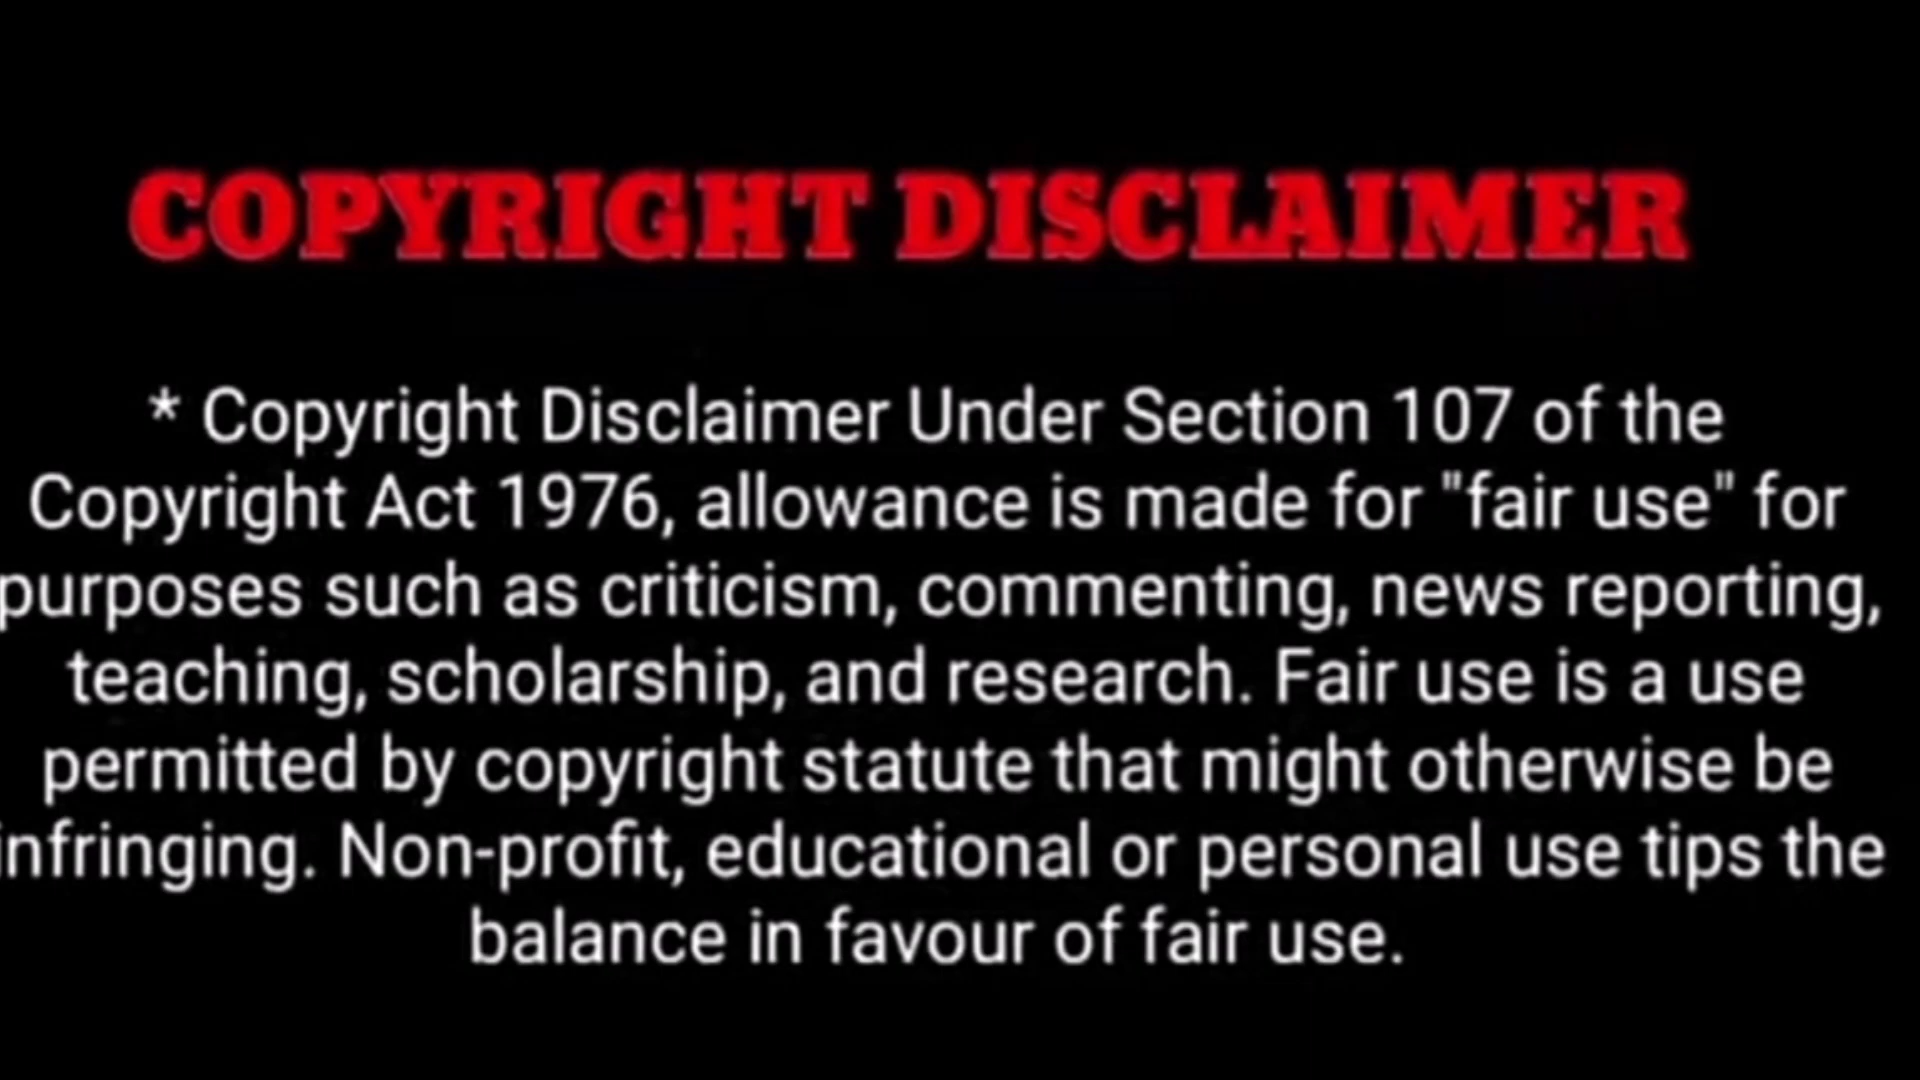 COPYRIGHT DISCLAIMER
* Copyright Disclaimer Under Section 107 of the
Copyright Act 1976, allowance is made for "fair use" for
purposes such as criticism, commenting, news reporting,
teaching, scholarship, and research. Fair use is a use
permitted by copyright statute that might otherwise be
infringing. Non-profit, educational or personal use tips the
balance in favour of fair use.